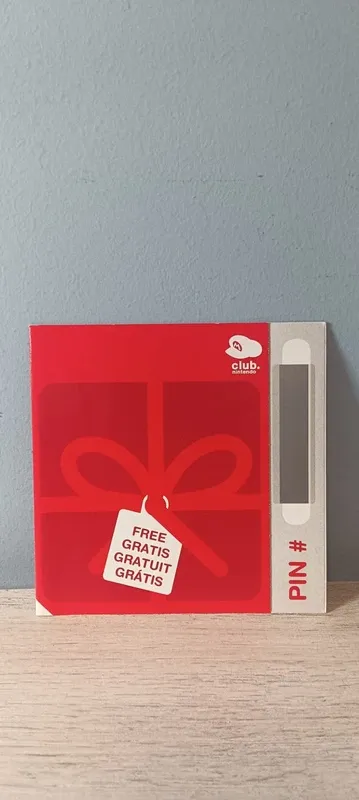 club.
nintendo
FREE
GRATIS
GRATUIT
GRÁTIS
PIN #